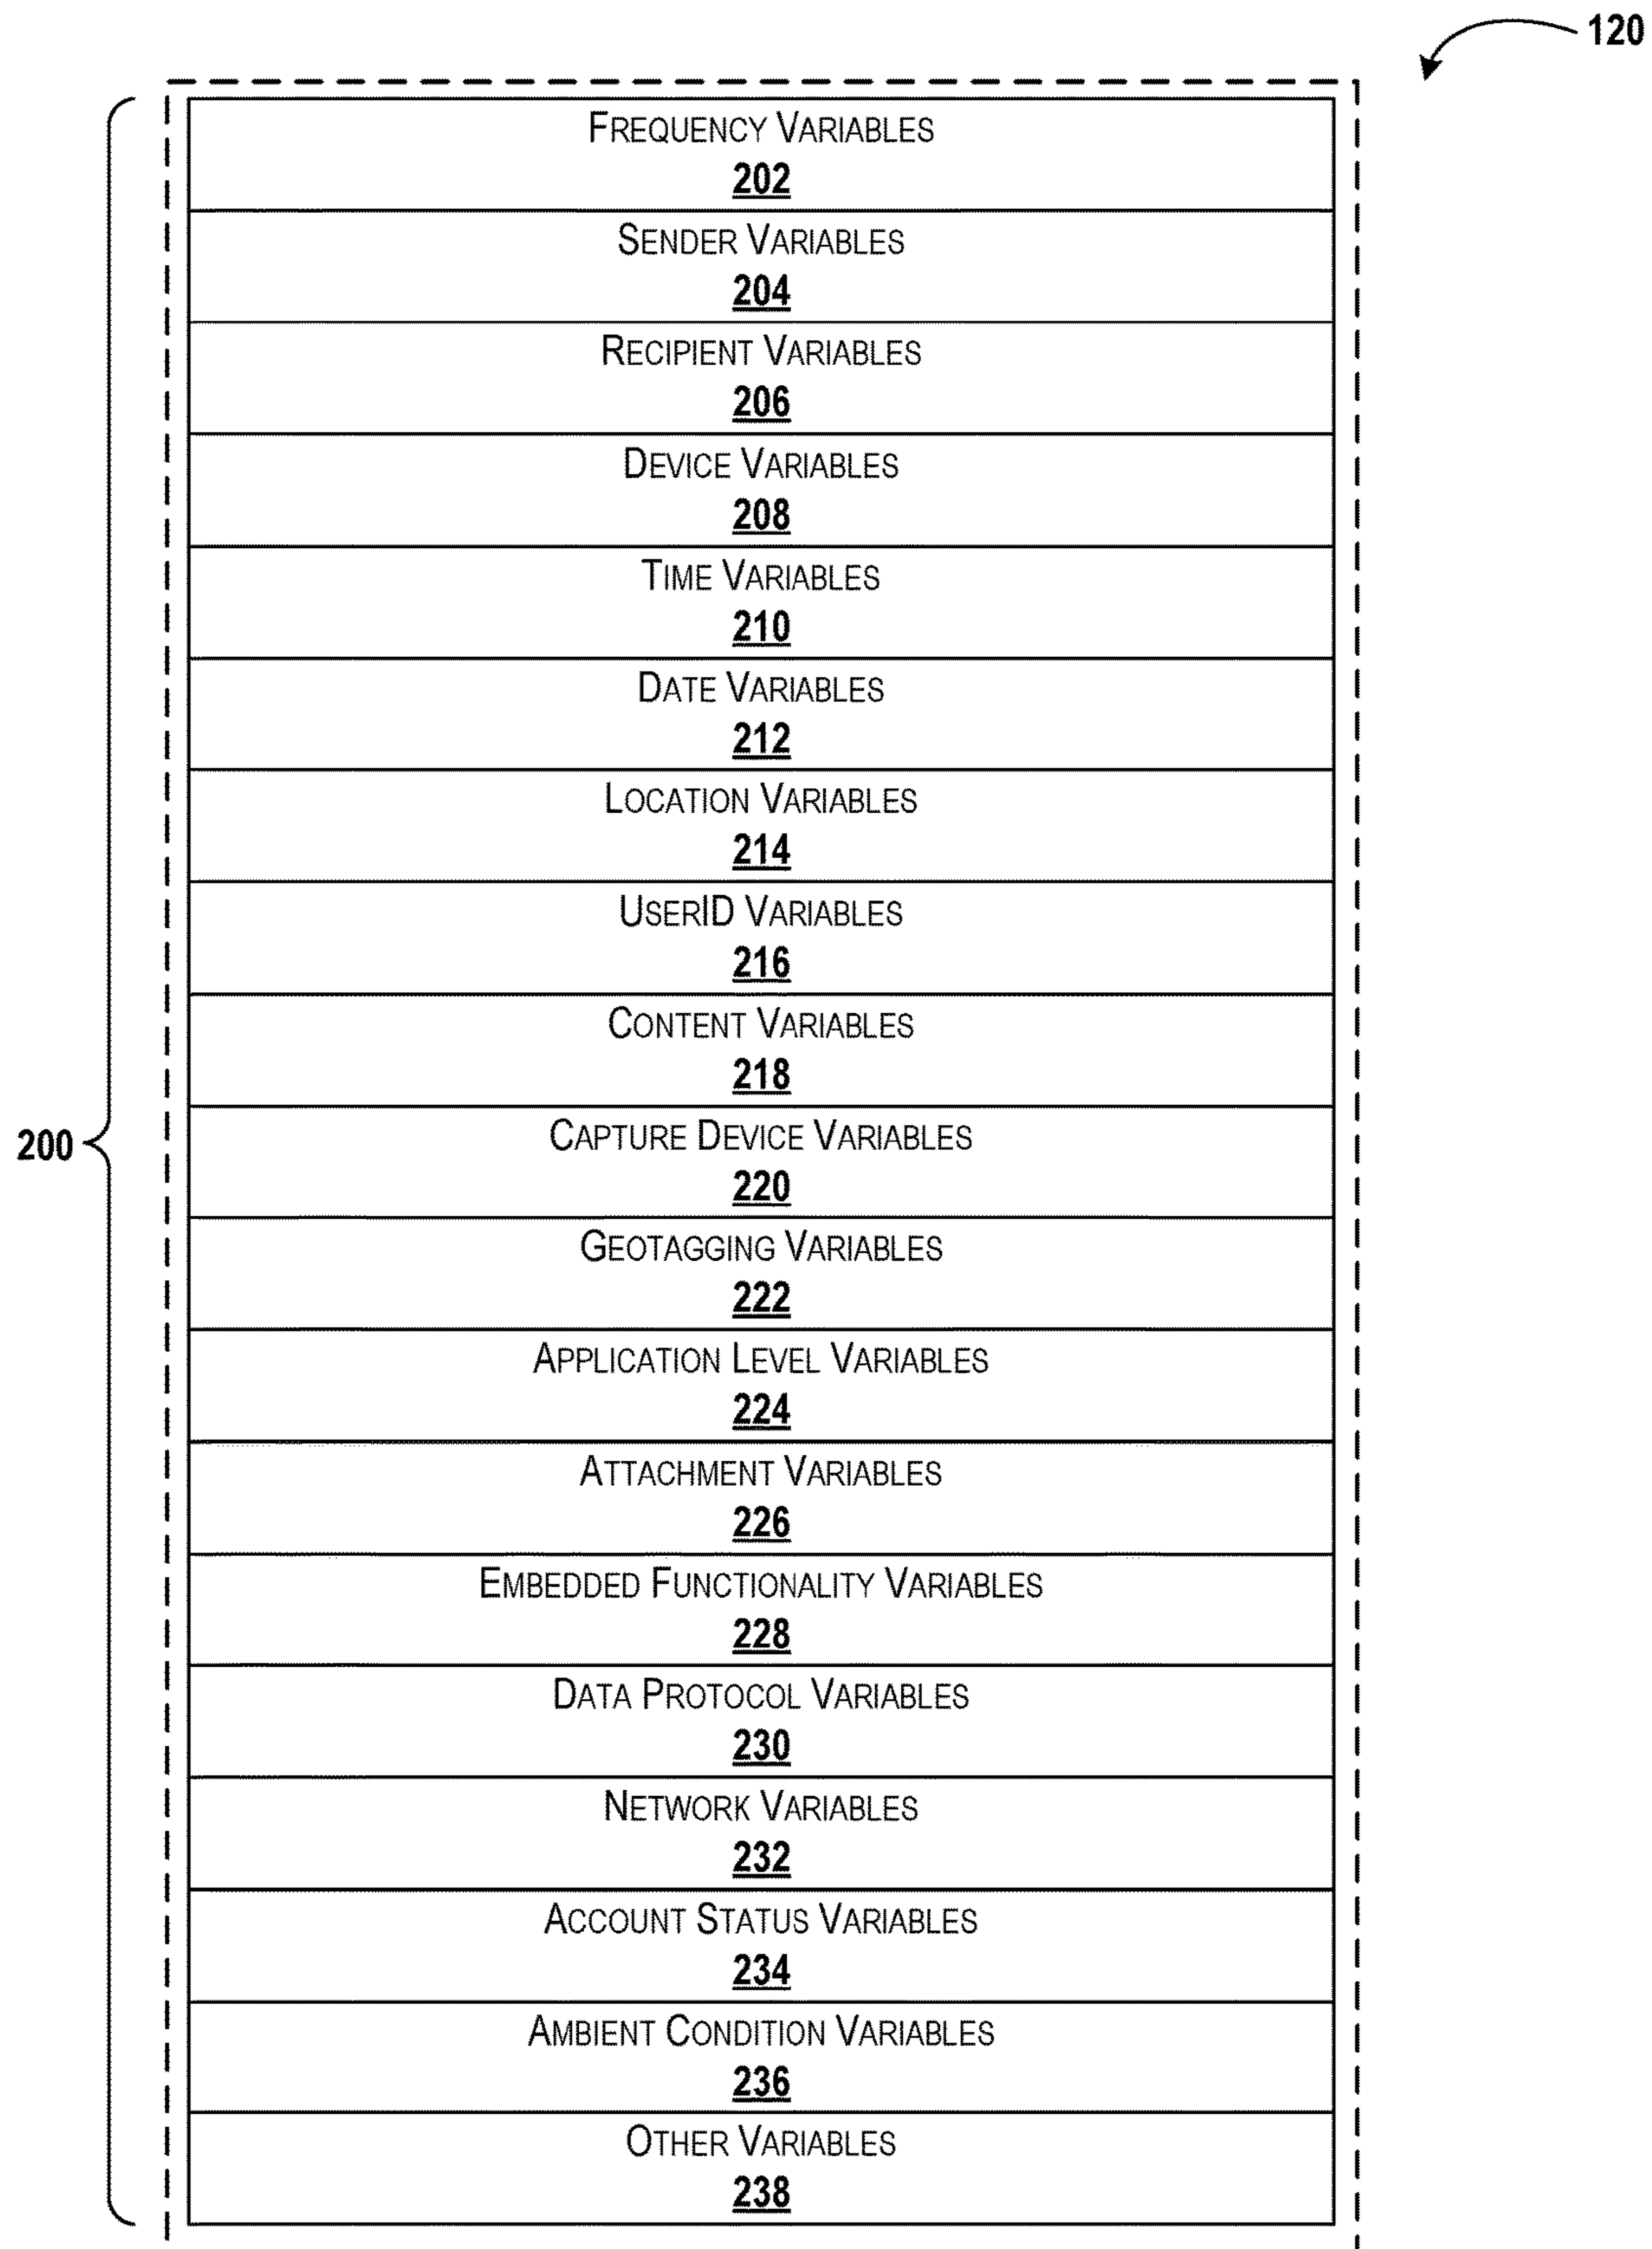 120
FREQUENCY VARIABLES
202
SENDER VARIABLES
204
RECIPIENT VARIABLES
206
DEVICE VARIABLES
208
TIME VARIABLES
210
DATE VARIABLES
212
LOCATION VARIABLES
214
USERID VARIABLES
216
CONTENT VARIABLES
218
200
CAPTURE DEVICE VARIABLES
220
GEOTAGGING VARIABLES
222
APPLICATION LEVEL VARIABLES
224
ATTACHMENT VARIABLES
226
EMBEDDED FUNCTIONALITY VARIABLES
228
DATA PROTOCOL VARIABLES
230
NETWORK VARIABLES
232
ACCOUNT STATUS VARIABLES
234
AMBIENT CONDITION VARIABLES
236
OTHER VARIABLES
238